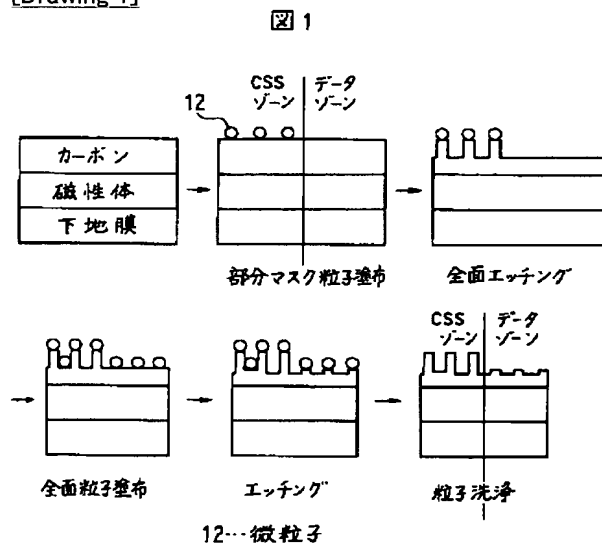 [Drawing 1]
図1
12
CSS
ゾーン
データ
ゾーン
カーボン
磁性体
下地膜
部分マスク粒子塗布
全面エッチング
CSS
ゾーン
データ
ゾーン
全面粒子塗布
エッチング
粒子洗浄
12…微粒子